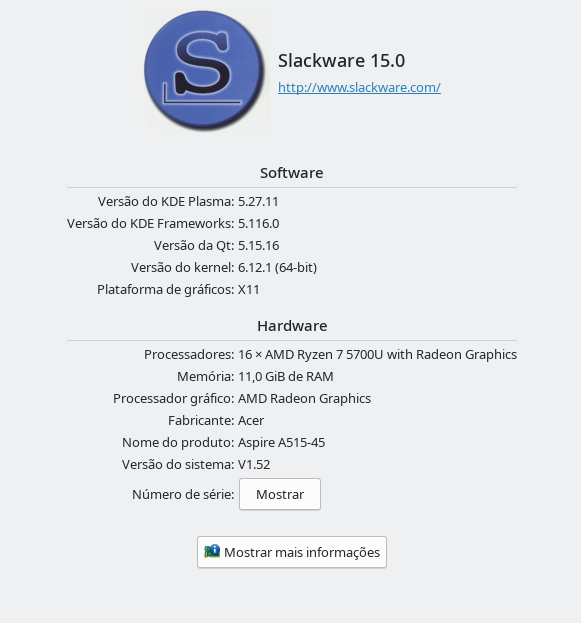 S
Slackware 15.0
http://www.slackware.com/
Software
Versão do KDE Plasma: 5.27.11
Versão do KDE Frameworks: 5.116.0
Versão da Qt: 5.15.16
Versão do kernel: 6.12.1 (64-bit)
Plataforma de gráficos: X11
Hardware
Processadores: 16 × AMD Ryzen 7 5700U with Radeon Graphics
Memória: 11,0 GiB de RAM
Processador gráfico: AMD Radeon Graphics
Fabricante: Acer
Nome do produto: Aspire A515-45
Versão do sistema: V1.52
Número de série: Mostrar
Mostrar mais informações